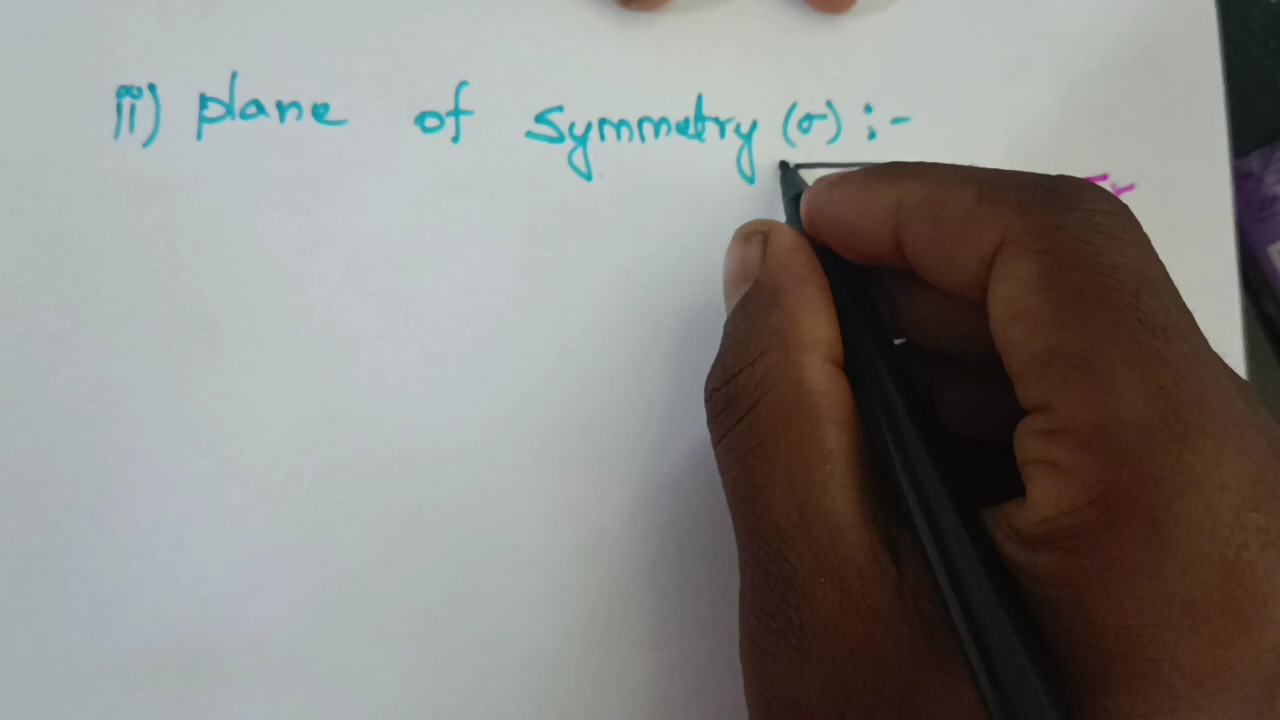 ii) plane of symmetry (σ) :-